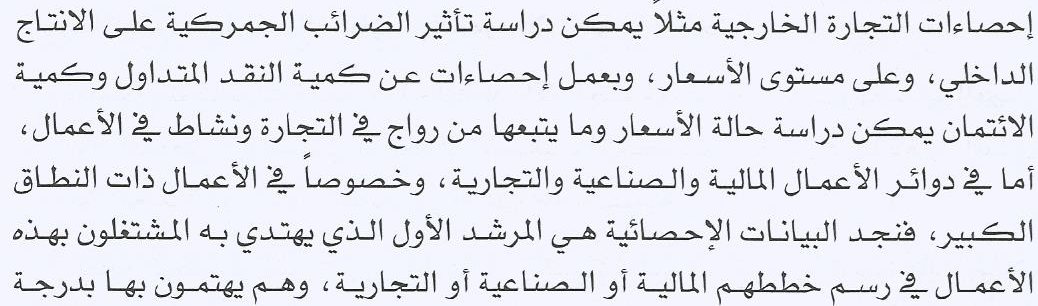 إحصاءات التجارة الخارجية مثلاً يمكن دراسة تأثير الضرائب الجمركية على الانتاج
الداخلي، وعلى مستوى الأسعار، وبعمل إحصاءات عن كمية النقد المتداول وكمية
الائتمان يمكن دراسة حالة الأسعار وما يتبعها من رواج في التجارة ونشاط في الأعمال،
أما في دوائر الأعمال المالية والصناعية والتجارية، وخصوصاً في الأعمال ذات النطاق
الكبير، فنجد البيانات الإحصائية هي المرشد الأول الذي يهتدي به المشتغلون بهذه
الأعمال في رسم خططهم المالية أو الصناعية أو التجارية، وهم يهتمون بها بدرجة